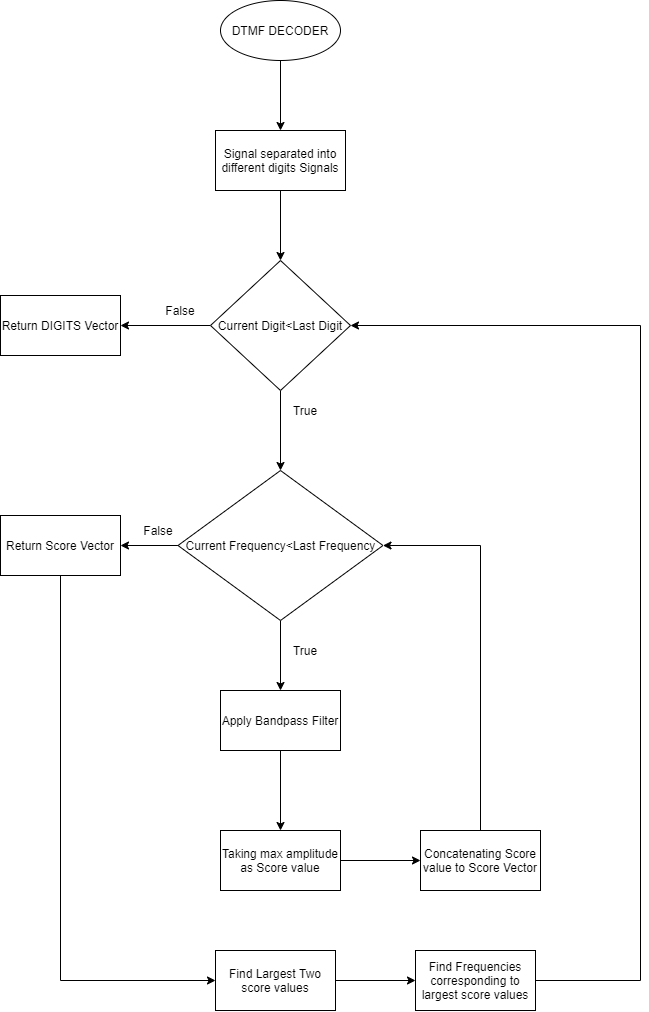 DTMF DECODER
Signal separated into
different digits Signals
False
Return DIGITS Vector
Current Digit<Last Digit
True
False
Return Score Vector
Current Frequency<Last Frequency
True
Apply Bandpass Filter
Taking max amplitude
as Score value
Concatenating Score
value to Score Vector
Find Largest Two
score values
Find Frequencies
corresponding to
largest score values